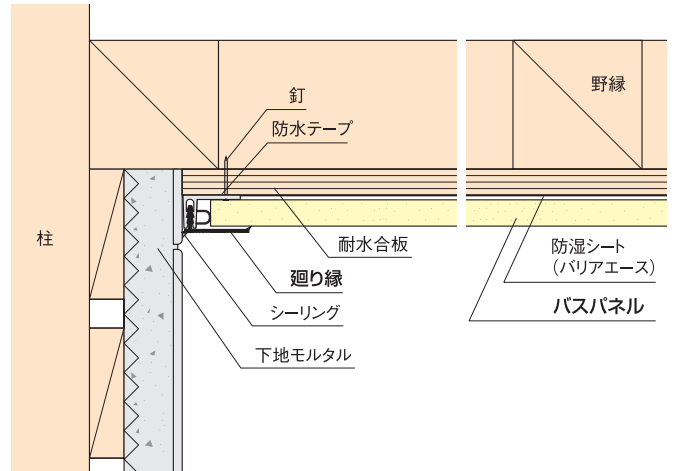 野縁
釘
防水テープ
柱
耐水合板
防湿シート
（バリアエース）
廻り縁
バスパネル
シーリング
下地モルタル